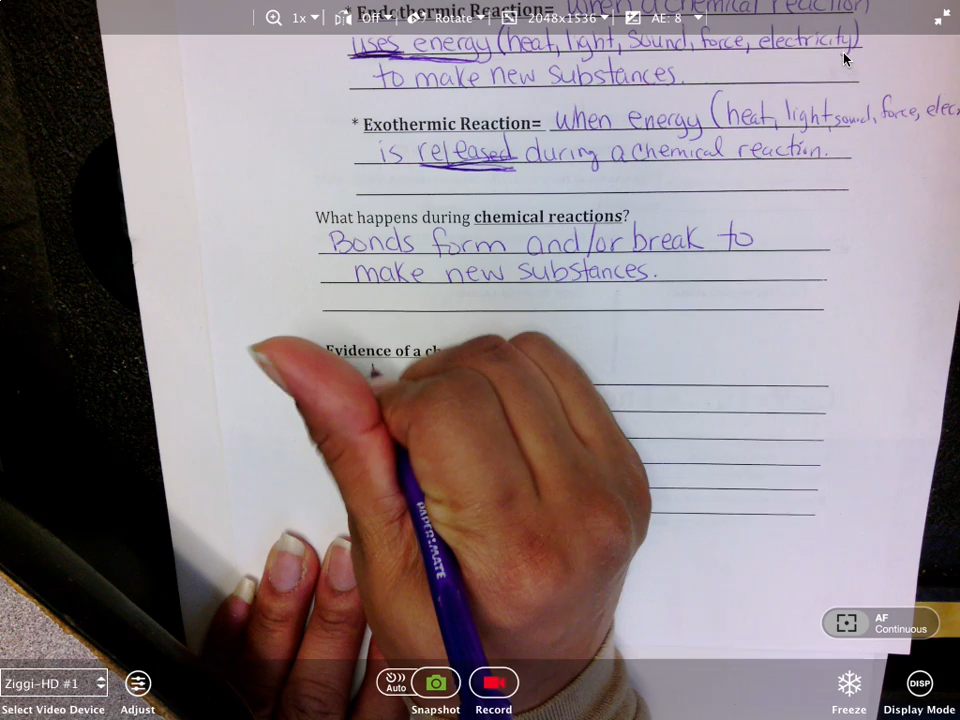 1x Off Rotate 2048x1536 AE: 8
* Endothermic Reaction= when a chemical reaction
uses energy (heat, light, Sound, force, electricity)
to make new substances.
* Exothermic Reaction= when energy (heat, light, sound, force, elec
is released during a chemical reaction.
What happens during chemical reactions?
Bonds form and/or break to
make new substances.
Evidence of a ch
PAPER:MATE
AF
Continuous
Ziggi-HD #1
Auto
DISP
Select Video Device Adjust Snapshot Record Freeze Display Mode